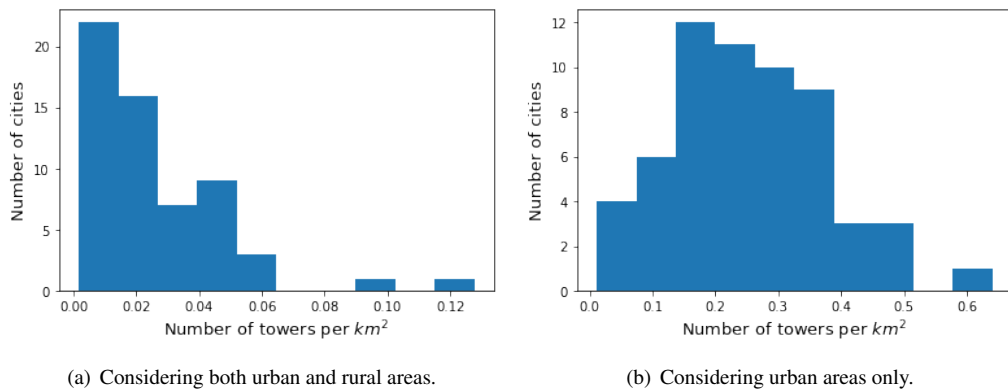 20
15
10
5
0
0.00 0.02 0.04 0.06 0.08 0.10 0.12
Number of cities
Number of towers per km²
(a) Considering both urban and rural areas.
12
10
8
6
4
2
0
0.0 0.1 0.2 0.3 0.4 0.5 0.6
Number of cities
Number of towers per km²
(b) Considering urban areas only.